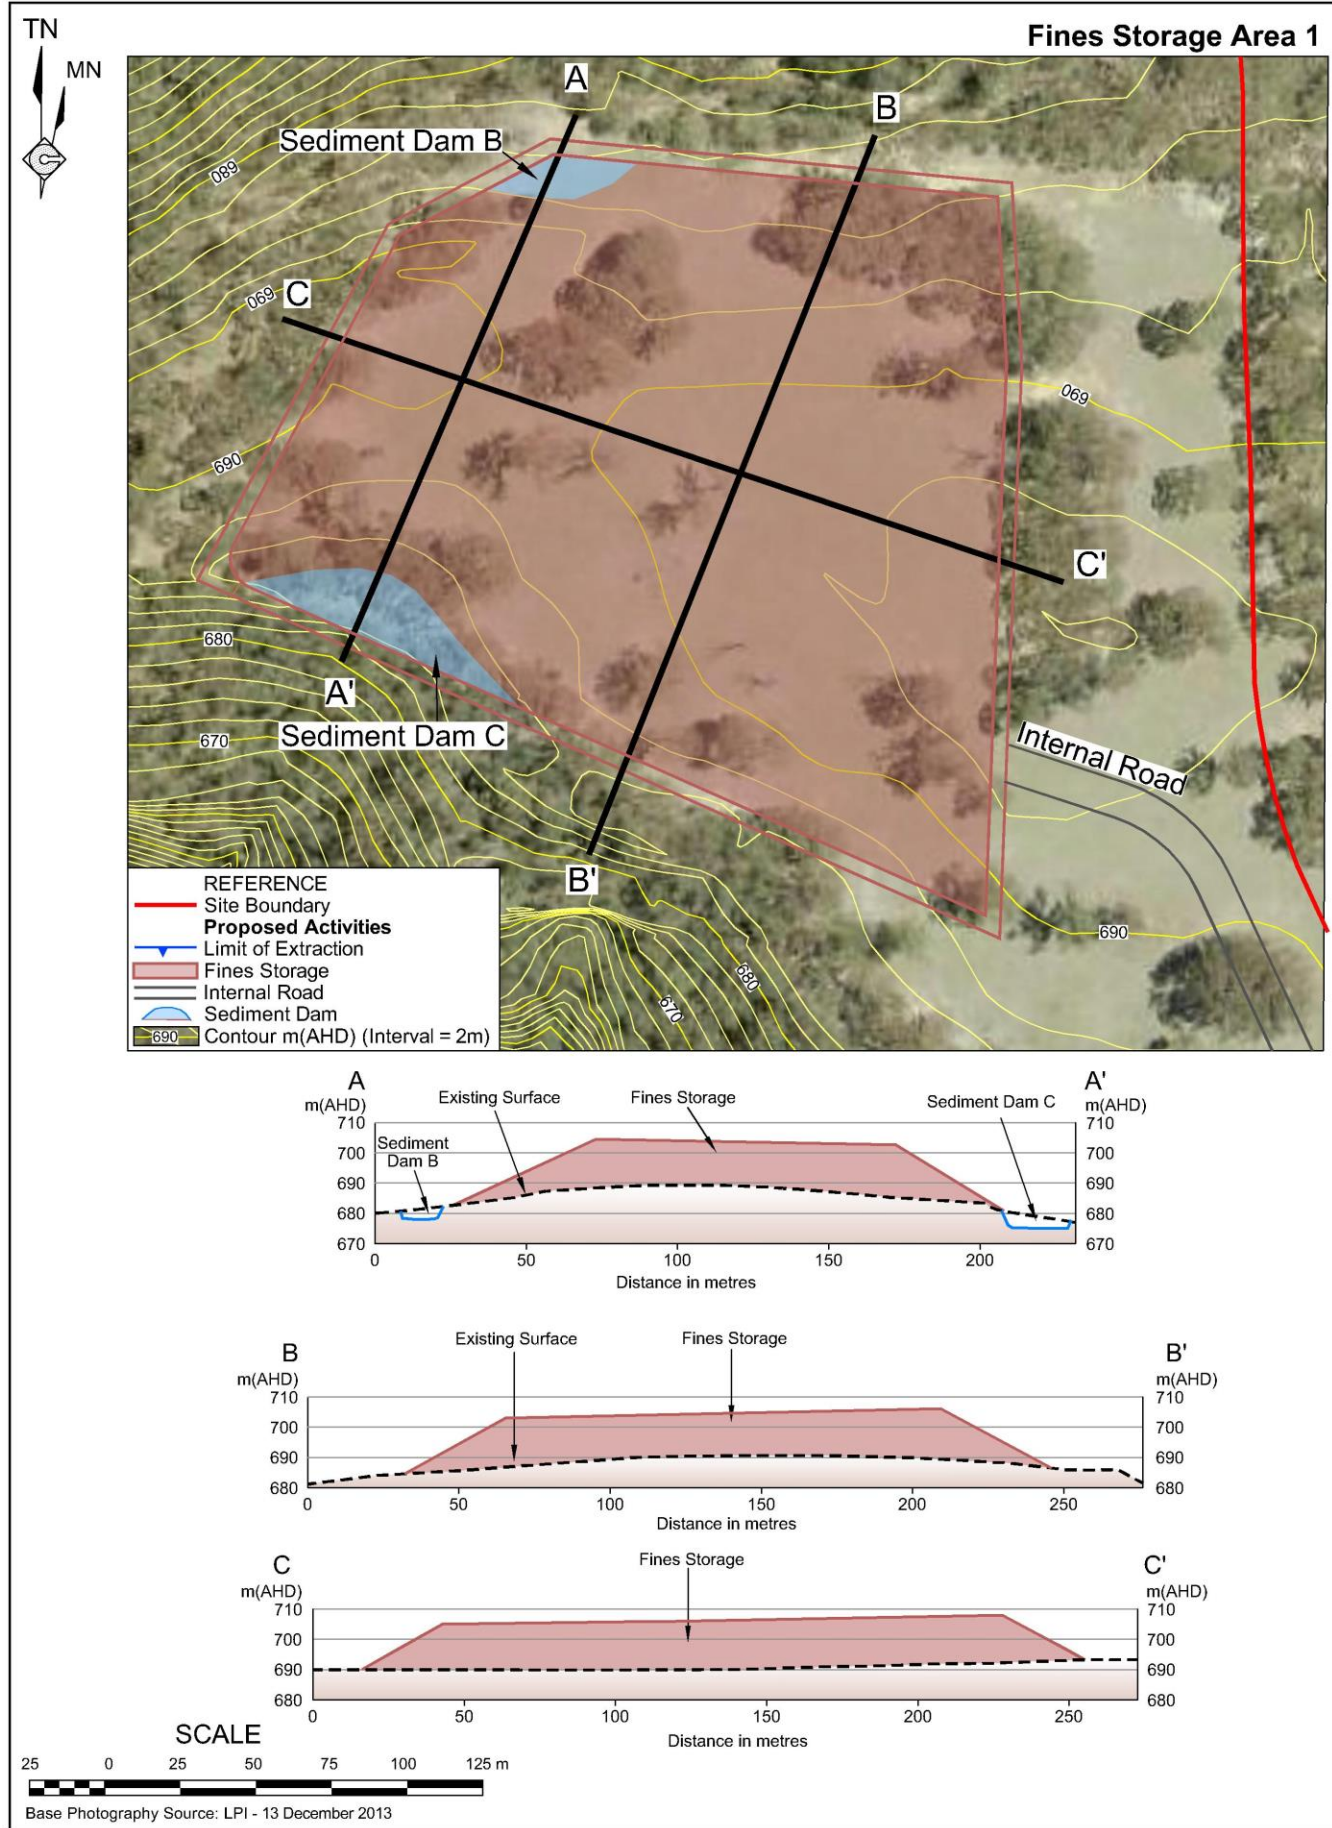 TN
MN
Fines Storage Area 1
A
B
Sediment Dam B
680
C
690
690
690
C'
680
A'
Sediment Dam C
670
Internal Road
B'
690
680
670
REFERENCE
Site Boundary
Proposed Activities
Limit of Extraction
Fines Storage
Internal Road
Sediment Dam
690 Contour m(AHD) (Interval = 2m)
A
A'
m(AHD)
Existing Surface
Fines Storage
Sediment Dam C
m(AHD)
710
710
Sediment
Dam B
700
700
690
690
680
680
670
670
0 50 100 150 200
Distance in metres
Existing Surface
Fines Storage
B
B'
m(AHD)
m(AHD)
710
710
700
700
690
690
680
680
0 50 100 150 200 250
Distance in metres
Fines Storage
C
C'
m(AHD)
m(AHD)
710
710
700
700
690
690
680
680
0 50 100 150 200 250
Distance in metres
SCALE
25 0 25 50 75 100 125 m
Base Photography Source: LPI - 13 December 2013